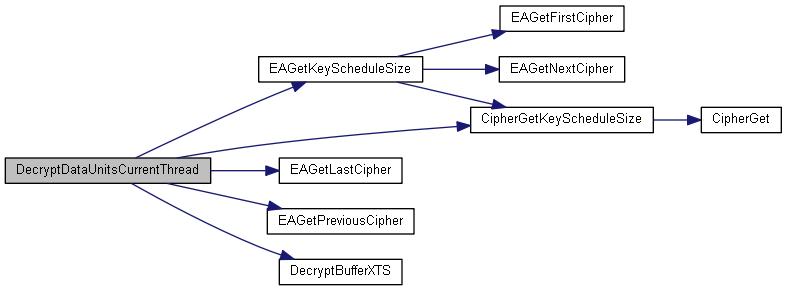 EAGetFirstCipher
EAGetKeyScheduleSize
EAGetNextCipher
CipherGetKeyScheduleSize
CipherGet
DecryptDataUnitsCurrentThread
EAGetLastCipher
EAGetPreviousCipher
DecryptBufferXTS